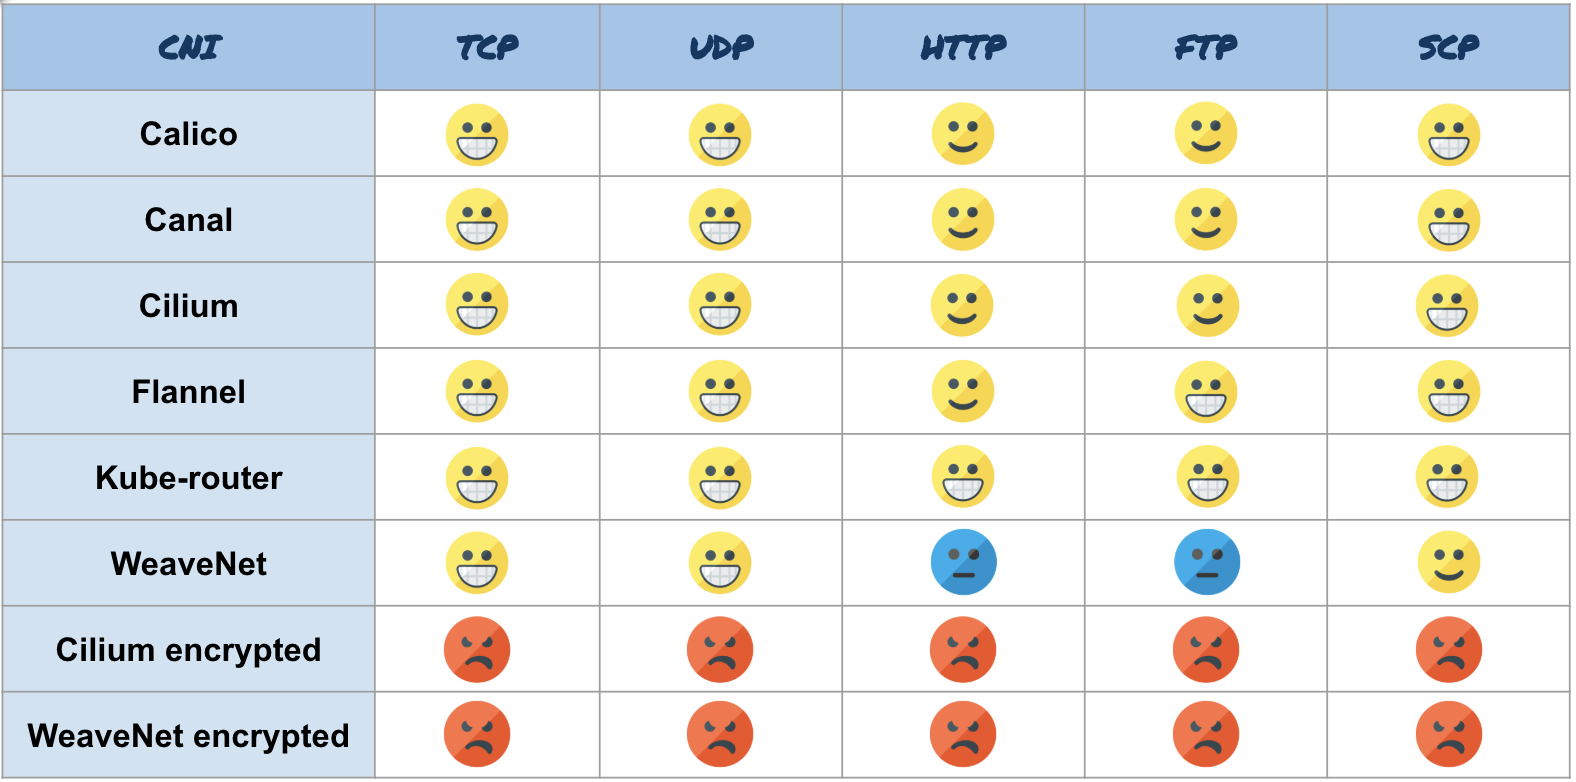 CNI TCP UDP HTTP FTP SCP
Calico
Canal
Cilium
Flannel
Kube-router
WeaveNet
Cilium encrypted
WeaveNet encrypted